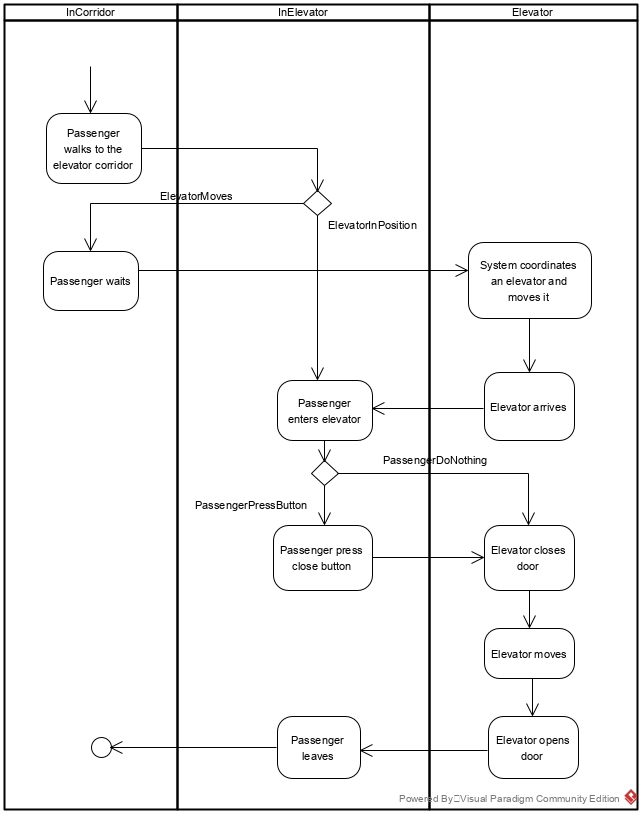 InCorridor
InElevator
Elevator
Passenger
walks to the
elevator corridor
ElevatorMoves
ElevatorInPosition
Passenger waits
System coordinates
an elevator and
moves it
Passenger
enters elevator
Elevator arrives
PassengerDoNothing
PassengerPressButton
Passenger press
close button
Elevator closes
door
Elevator moves
Passenger
leaves
Elevator opens
door
Powered By Visual Paradigm Community Edition